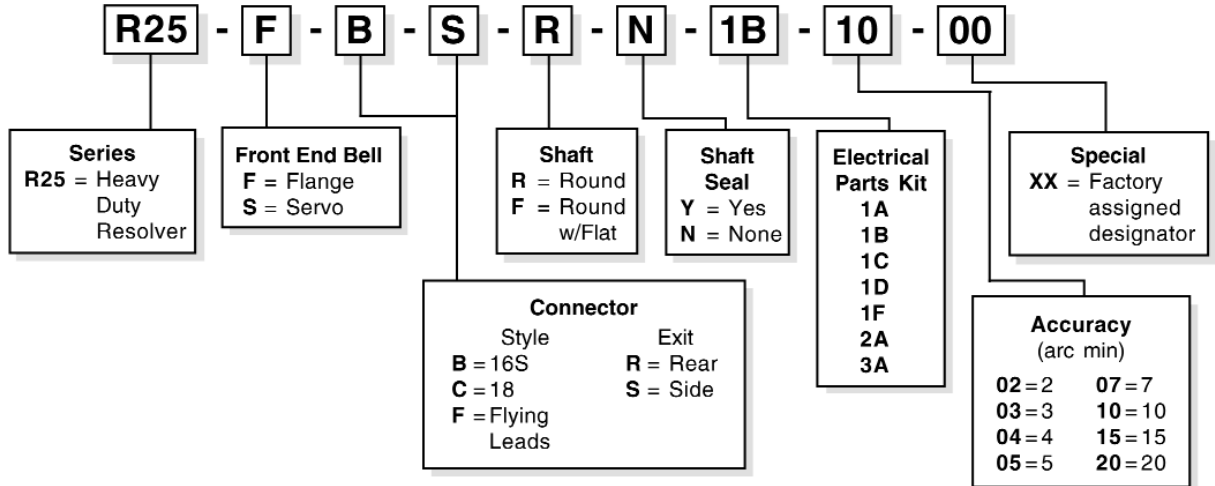 R25 - F - B - S - R - N - 1B - 10 - 00
Series
R25 = Heavy
Duty
Resolver
Front End Bell
F = Flange
S = Servo
Connector
Style
B = 16S
C = 18
F = Flying
Leads
Exit
R = Rear
S = Side
Shaft
R = Round
F = Round
w/Flat
Shaft
Seal
Y = Yes
N = None
Electrical
Parts Kit
1A
1B
1C
1D
1F
2A
3A
Accuracy
(arc min)
02 = 2 07 = 7
03 = 3 10 = 10
04 = 4 15 = 15
05 = 5 20 = 20
Special
XX = Factory
assigned
designator